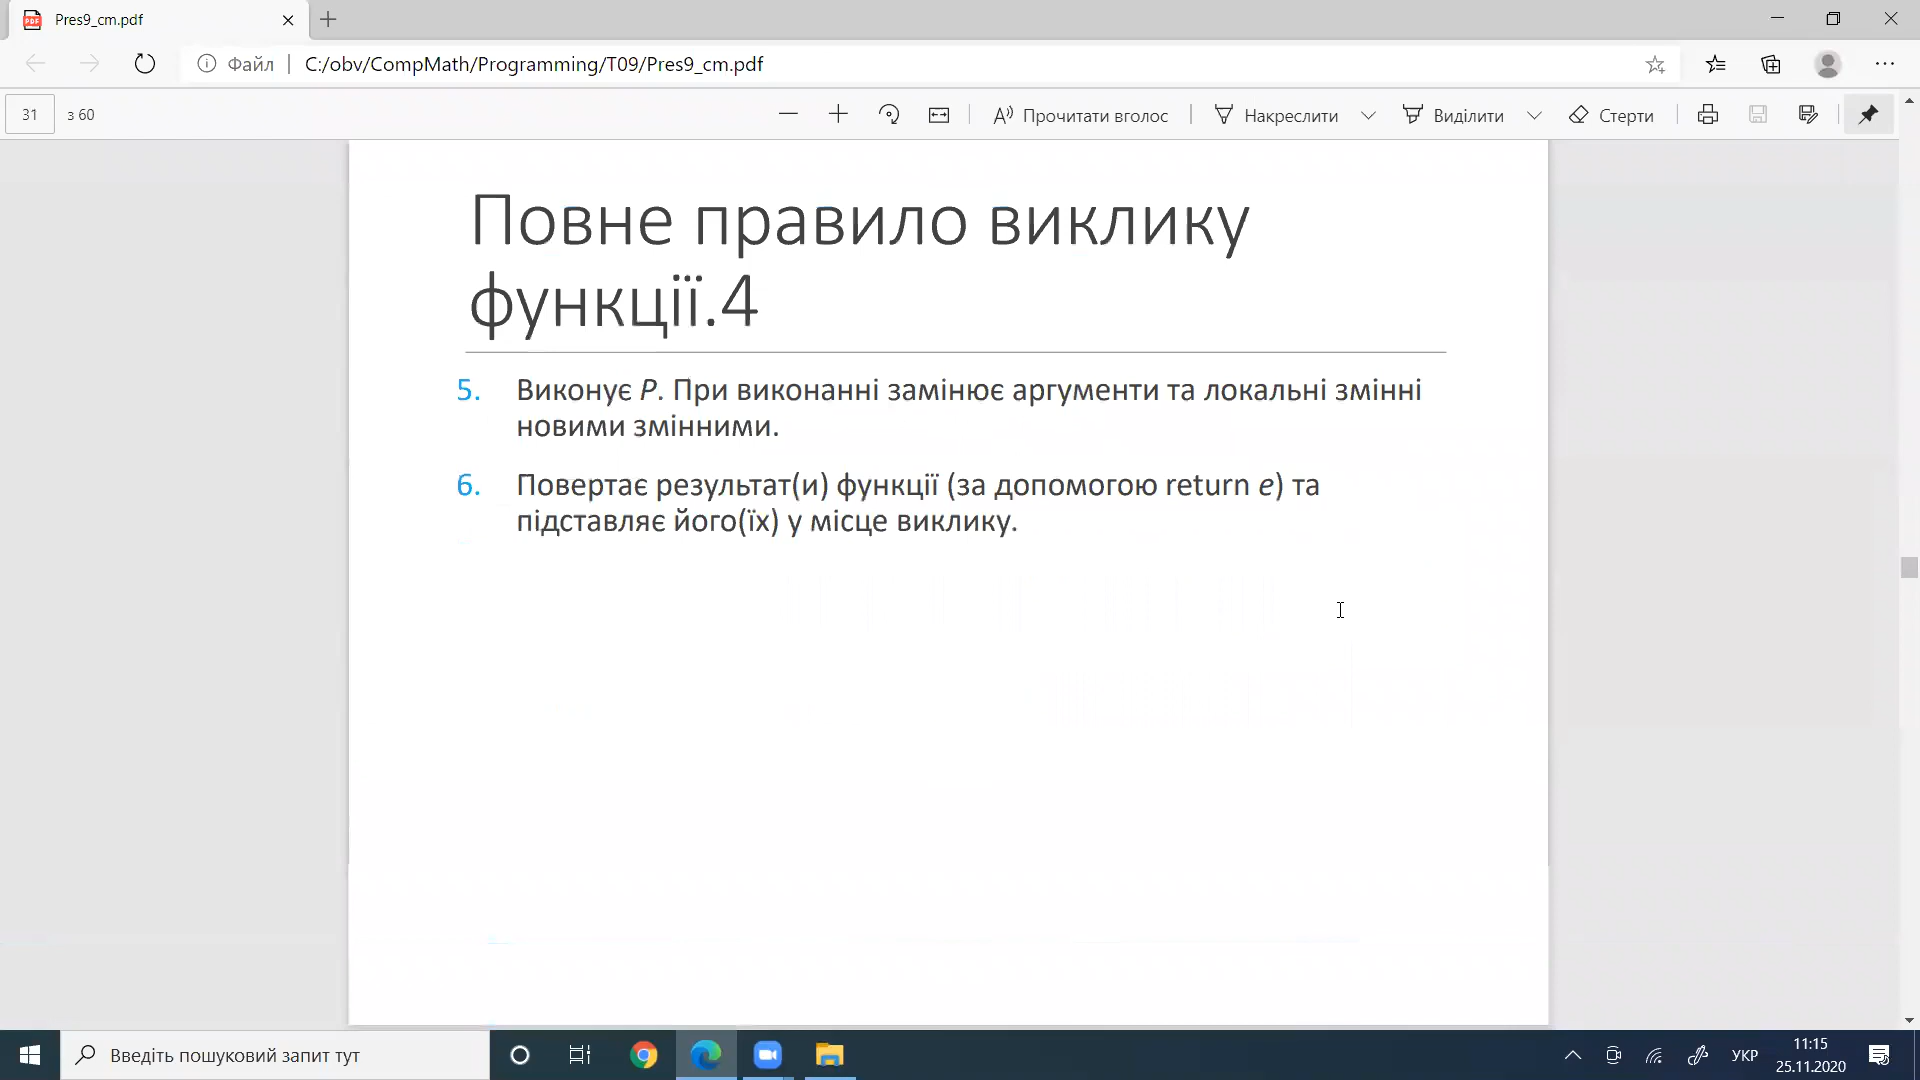 Pres9_cm.pdf
Файл
C:/obv/CompMath/Programming/T09/Pres9_cm.pdf
31 з 60
Прочитати вголос
Накреслити
Виділити
Стерти
Повне правило виклику
функції.4
5. Виконує P. При виконанні замінює аргументи та локальні змінні
новими змінними.
6. Повертає результат(и) функції (за допомогою return e) та
підставляє його(їх) у місце виклику.
Введіть пошуковий запит тут
УКР
11:15
25.11.2020